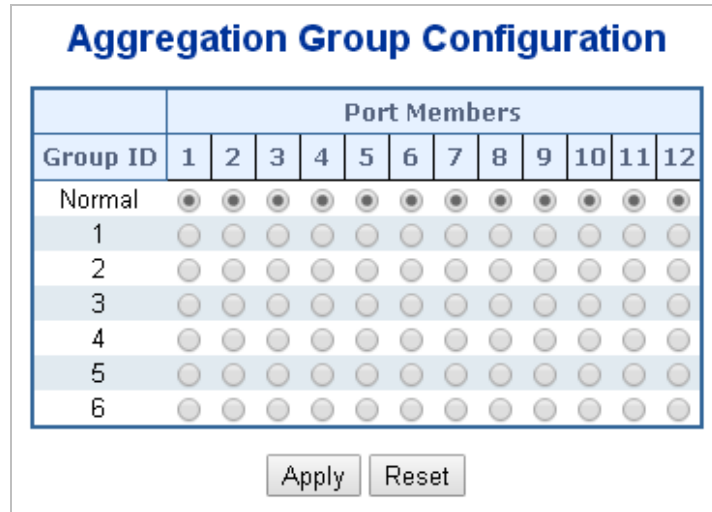 Aggregation Group Configuration
Port Members
Group ID 1 2 3 4 5 6 7 8 9 10 11 12
Normal
1
2
3
4
5
6
Apply Reset